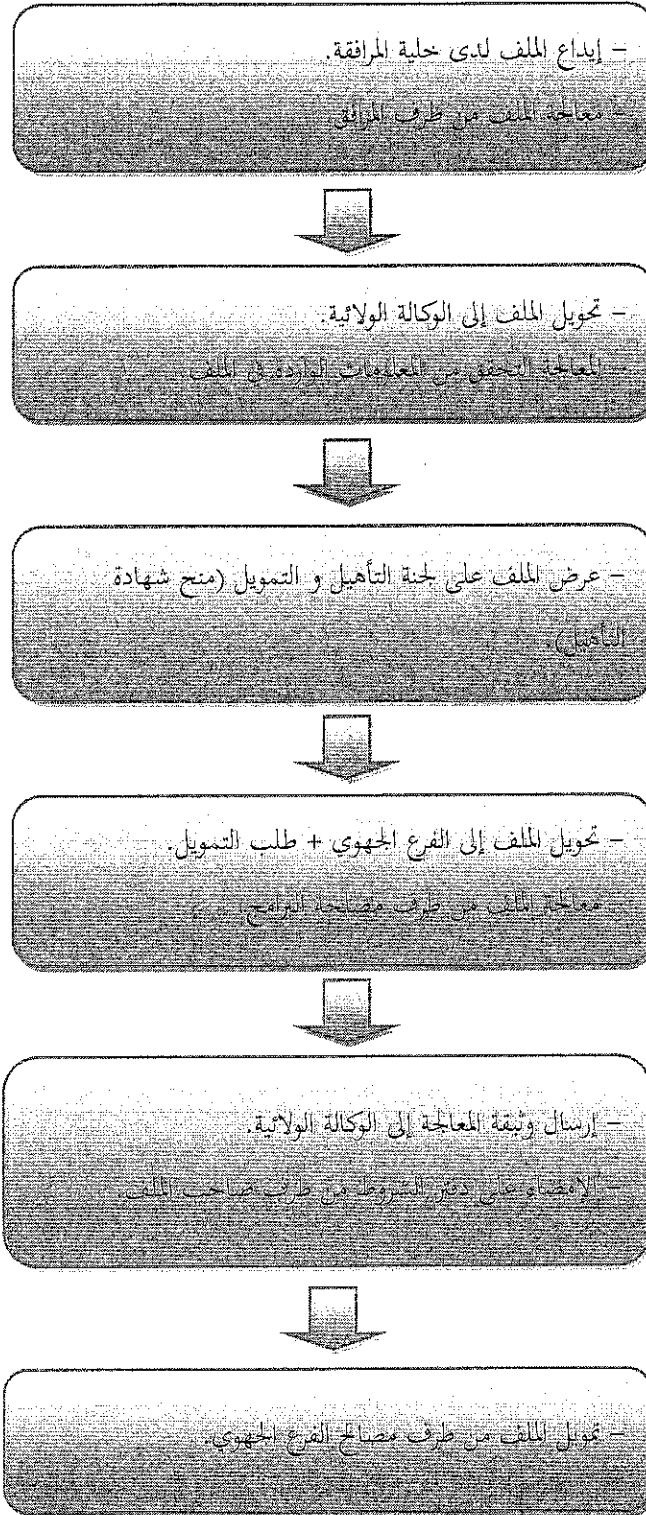 - إيداع الملف لدى خلية المرافقة.
- معالجة الملف من طرف المرافق
- تحويل الملف إلى الوكالة الولائية.
- المعالجة التحقق من المعلومات الواردة في الملف
- عرض الملف على لجنة التأهيل و التمويل (منح شهادة
التأهيل).
- تحويل الملف إلى الفرع الجهوي + طلب التمويل.
معالجة الملف من طرف مصلحة البرامج
- إرسال وثيقة المعالجة إلى الوكالة الولائية.
- الإمضاء على دفتر الشروط من طرف صاحب الملف.
- تمويل الملف من طرف مصالح الفرع الجهوي.